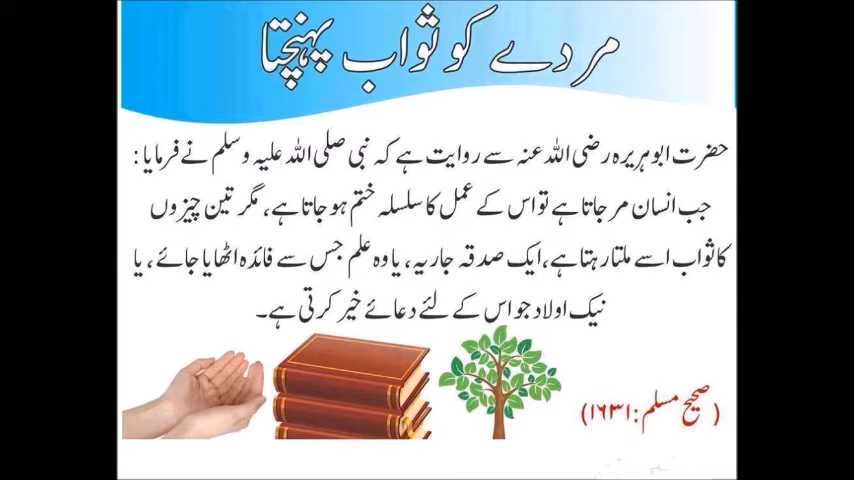 مردے کو ثواب پہنچتا
حضرت ابوہریرہ رضی اللہ عنہ سے روایت ہے کہ نبی صلی اللہ علیہ وسلم نے فرمایا:
جب انسان مر جاتا ہے تو اس کے عمل کا سلسلہ ختم ہو جاتا ہے، مگر تین چیزوں
کا ثواب اسے ملتا رہتا ہے، ایک صدقہ جاریہ، یا وہ علم جس سے فائدہ اٹھایا جائے، یا
نیک اولاد جو اس کے لئے دعائے خیر کرتی ہے۔
(صحیح مسلم: ۱۶۳۱)